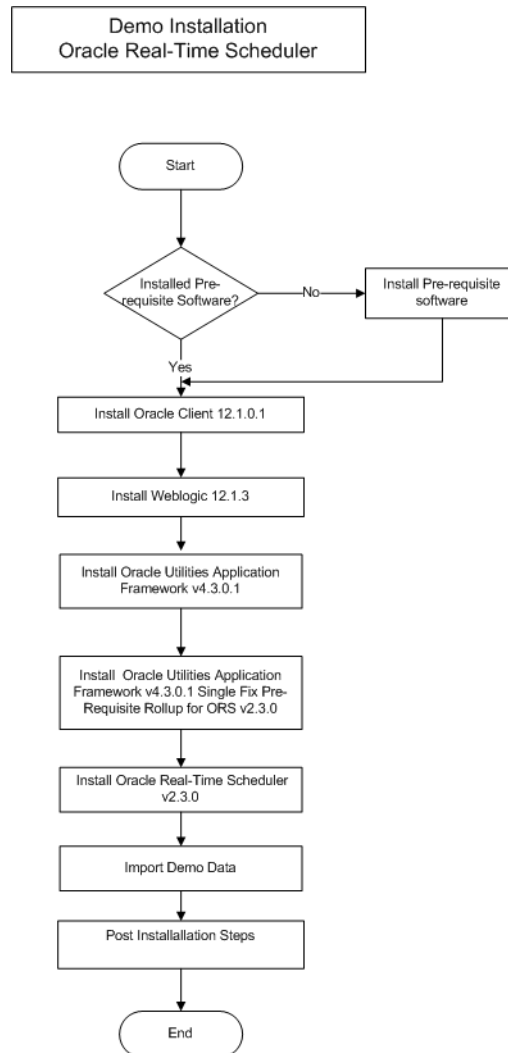 Demo Installation
Oracle Real-Time Scheduler
Start
Installed Pre-
requisite Software?
No
Install Pre-requisite
software
Yes
Install Oracle Client 12.1.0.1
Install Weblogic 12.1.3
Install Oracle Utilities Application
Framework v4.3.0.1
Install Oracle Utilities Application
Framework v4.3.0.1 Single Fix Pre-
Requisite Rollup for ORS v2.3.0
Install Oracle Real-Time Scheduler
v2.3.0
Import Demo Data
Post Installallation Steps
End